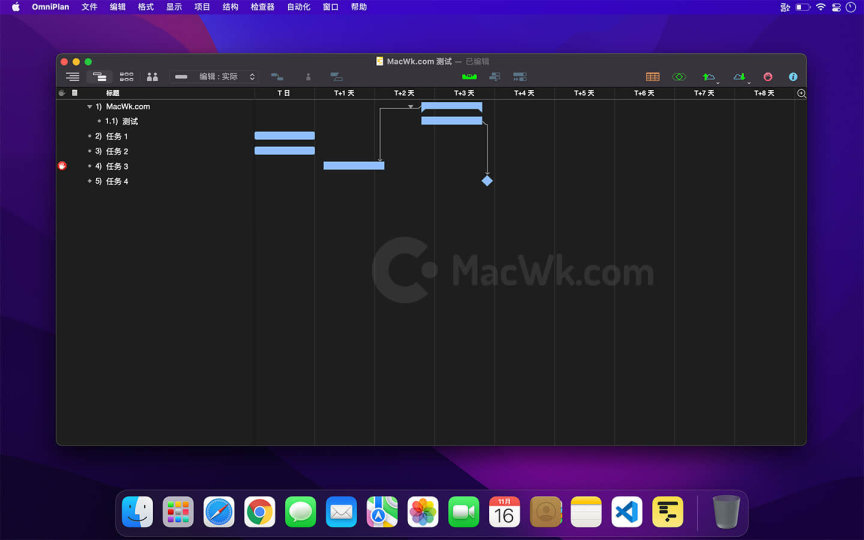 OmniPlan 文件 编辑 格式 显示 项目 结构 检查器 自动化 窗口 帮助
MacWk.com 测试 — 已编辑
编辑：实际
标题 T 日 T+1 天 T+2 天 T+3 天 T+4 天 T+5 天 T+6 天 T+7 天 T+8 天
1) MacWk.com
1.1) 测试
2) 任务 1
3) 任务 2
4) 任务 3
5) 任务 4
MacWk.com
11月
16